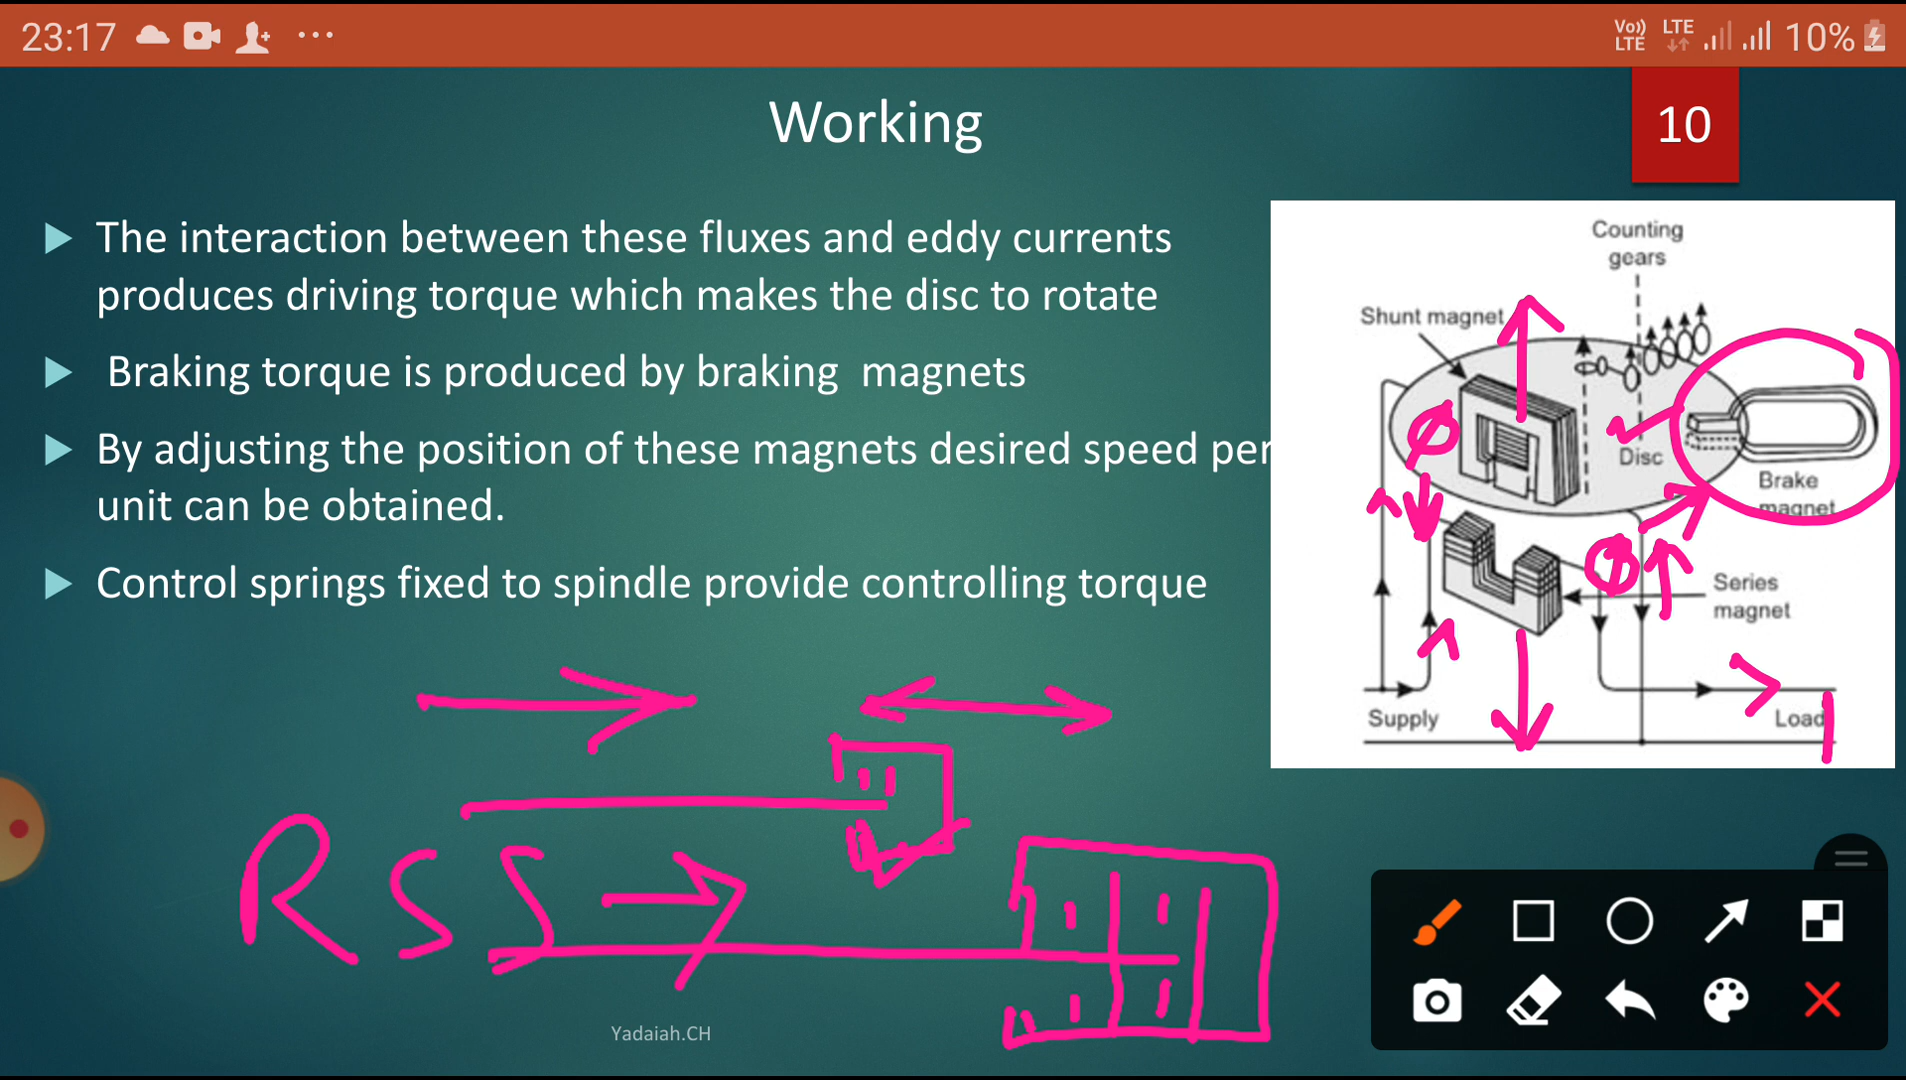 23:17
Vo)) LTE LTE 10%
Working
10
The interaction between these fluxes and eddy currents
produces driving torque which makes the disc to rotate
Braking torque is produced by braking magnets
By adjusting the position of these magnets desired speed per
unit can be obtained.
Control springs fixed to spindle provide controlling torque
Counting
gears
Shunt magnet
Disc
Brake
magnet
Series
magnet
Supply
Load
φ
φ
RSS
Yadaiah.CH